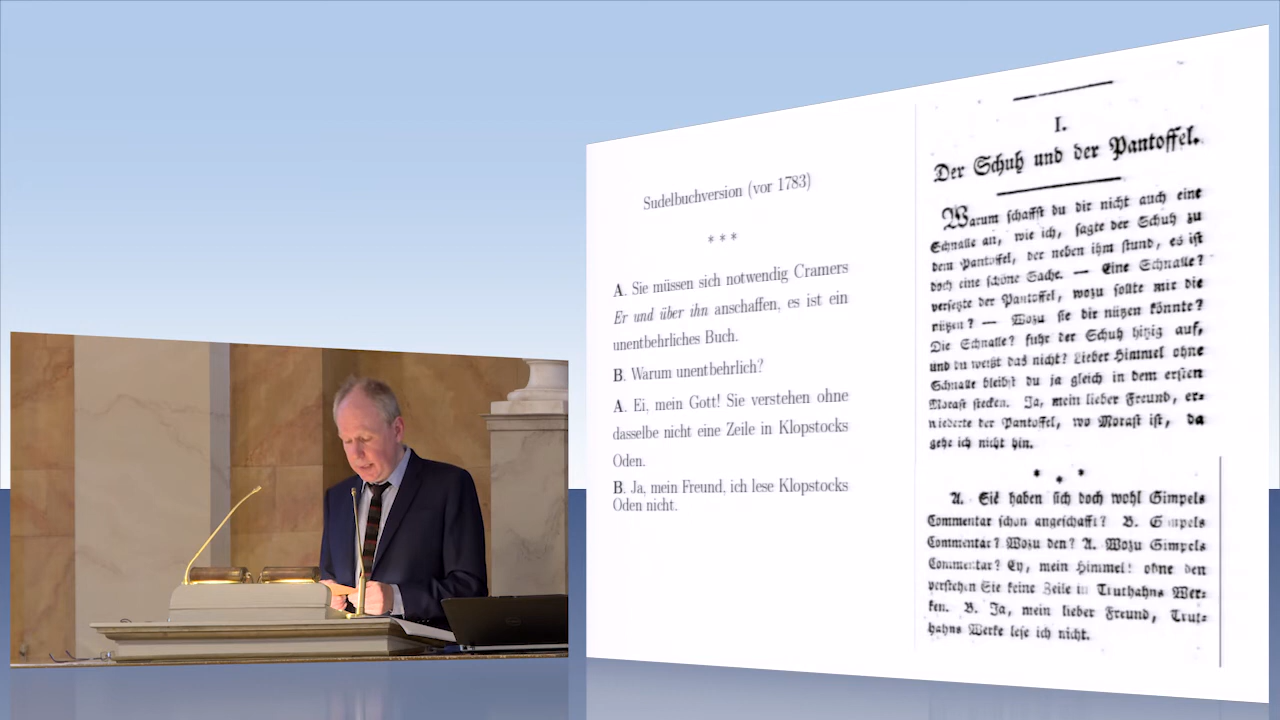 Sudelbuchversion (vor 1783)
* * *
A. Sie müssen sich notwendig Cramers
Er und über ihn anschaffen, es ist ein
unentbehrliches Buch.
B. Warum unentbehrlich?
A. Ei, mein Gott! Sie verstehen ohne
dasselbe nicht eine Zeile in Klopstocks
Oden.
B. Ja, mein Freund, ich lese Klopstocks
Oden nicht.
I.
Der Schuh und der Pantoffel.
Warum ſchaffſt du dir nicht auch eine
Schnalle an, wie ich, ſagte der Schuh zu
dem Pantoffel, der neben ihm ſtund, es iſt
doch eine ſchöne Sache. — Eine Schnalle?
verſetzte der Pantoffel, wozu ſollte mir die
nützen? — Wozu ſie dir nützen könnte?
Die Schnalle? fuhr der Schuh hitzig auf,
und du weißt das nicht? Lieber Himmel ohne
Schnalle bleibſt du ja gleich in dem erſten
Moraſt ſtecken. Ja, mein lieber Freund, er⸗
niederte der Pantoffel, wo Moraſt iſt, da
gehe ich nicht hin.
* * *
A. Sie haben ſich doch wohl Gimpels
Commentar ſchon angeſchafft? B. Gimpels
Commentar? Wozu den? A. Wozu Gimpels
Commentar? Ey, mein Himmel! ohne den
verſtehen Sie keine Zeile in Truthahns Wer⸗
ken. B. Ja, mein lieber Freund, Trut⸗
hahns Werke leſe ich nicht.